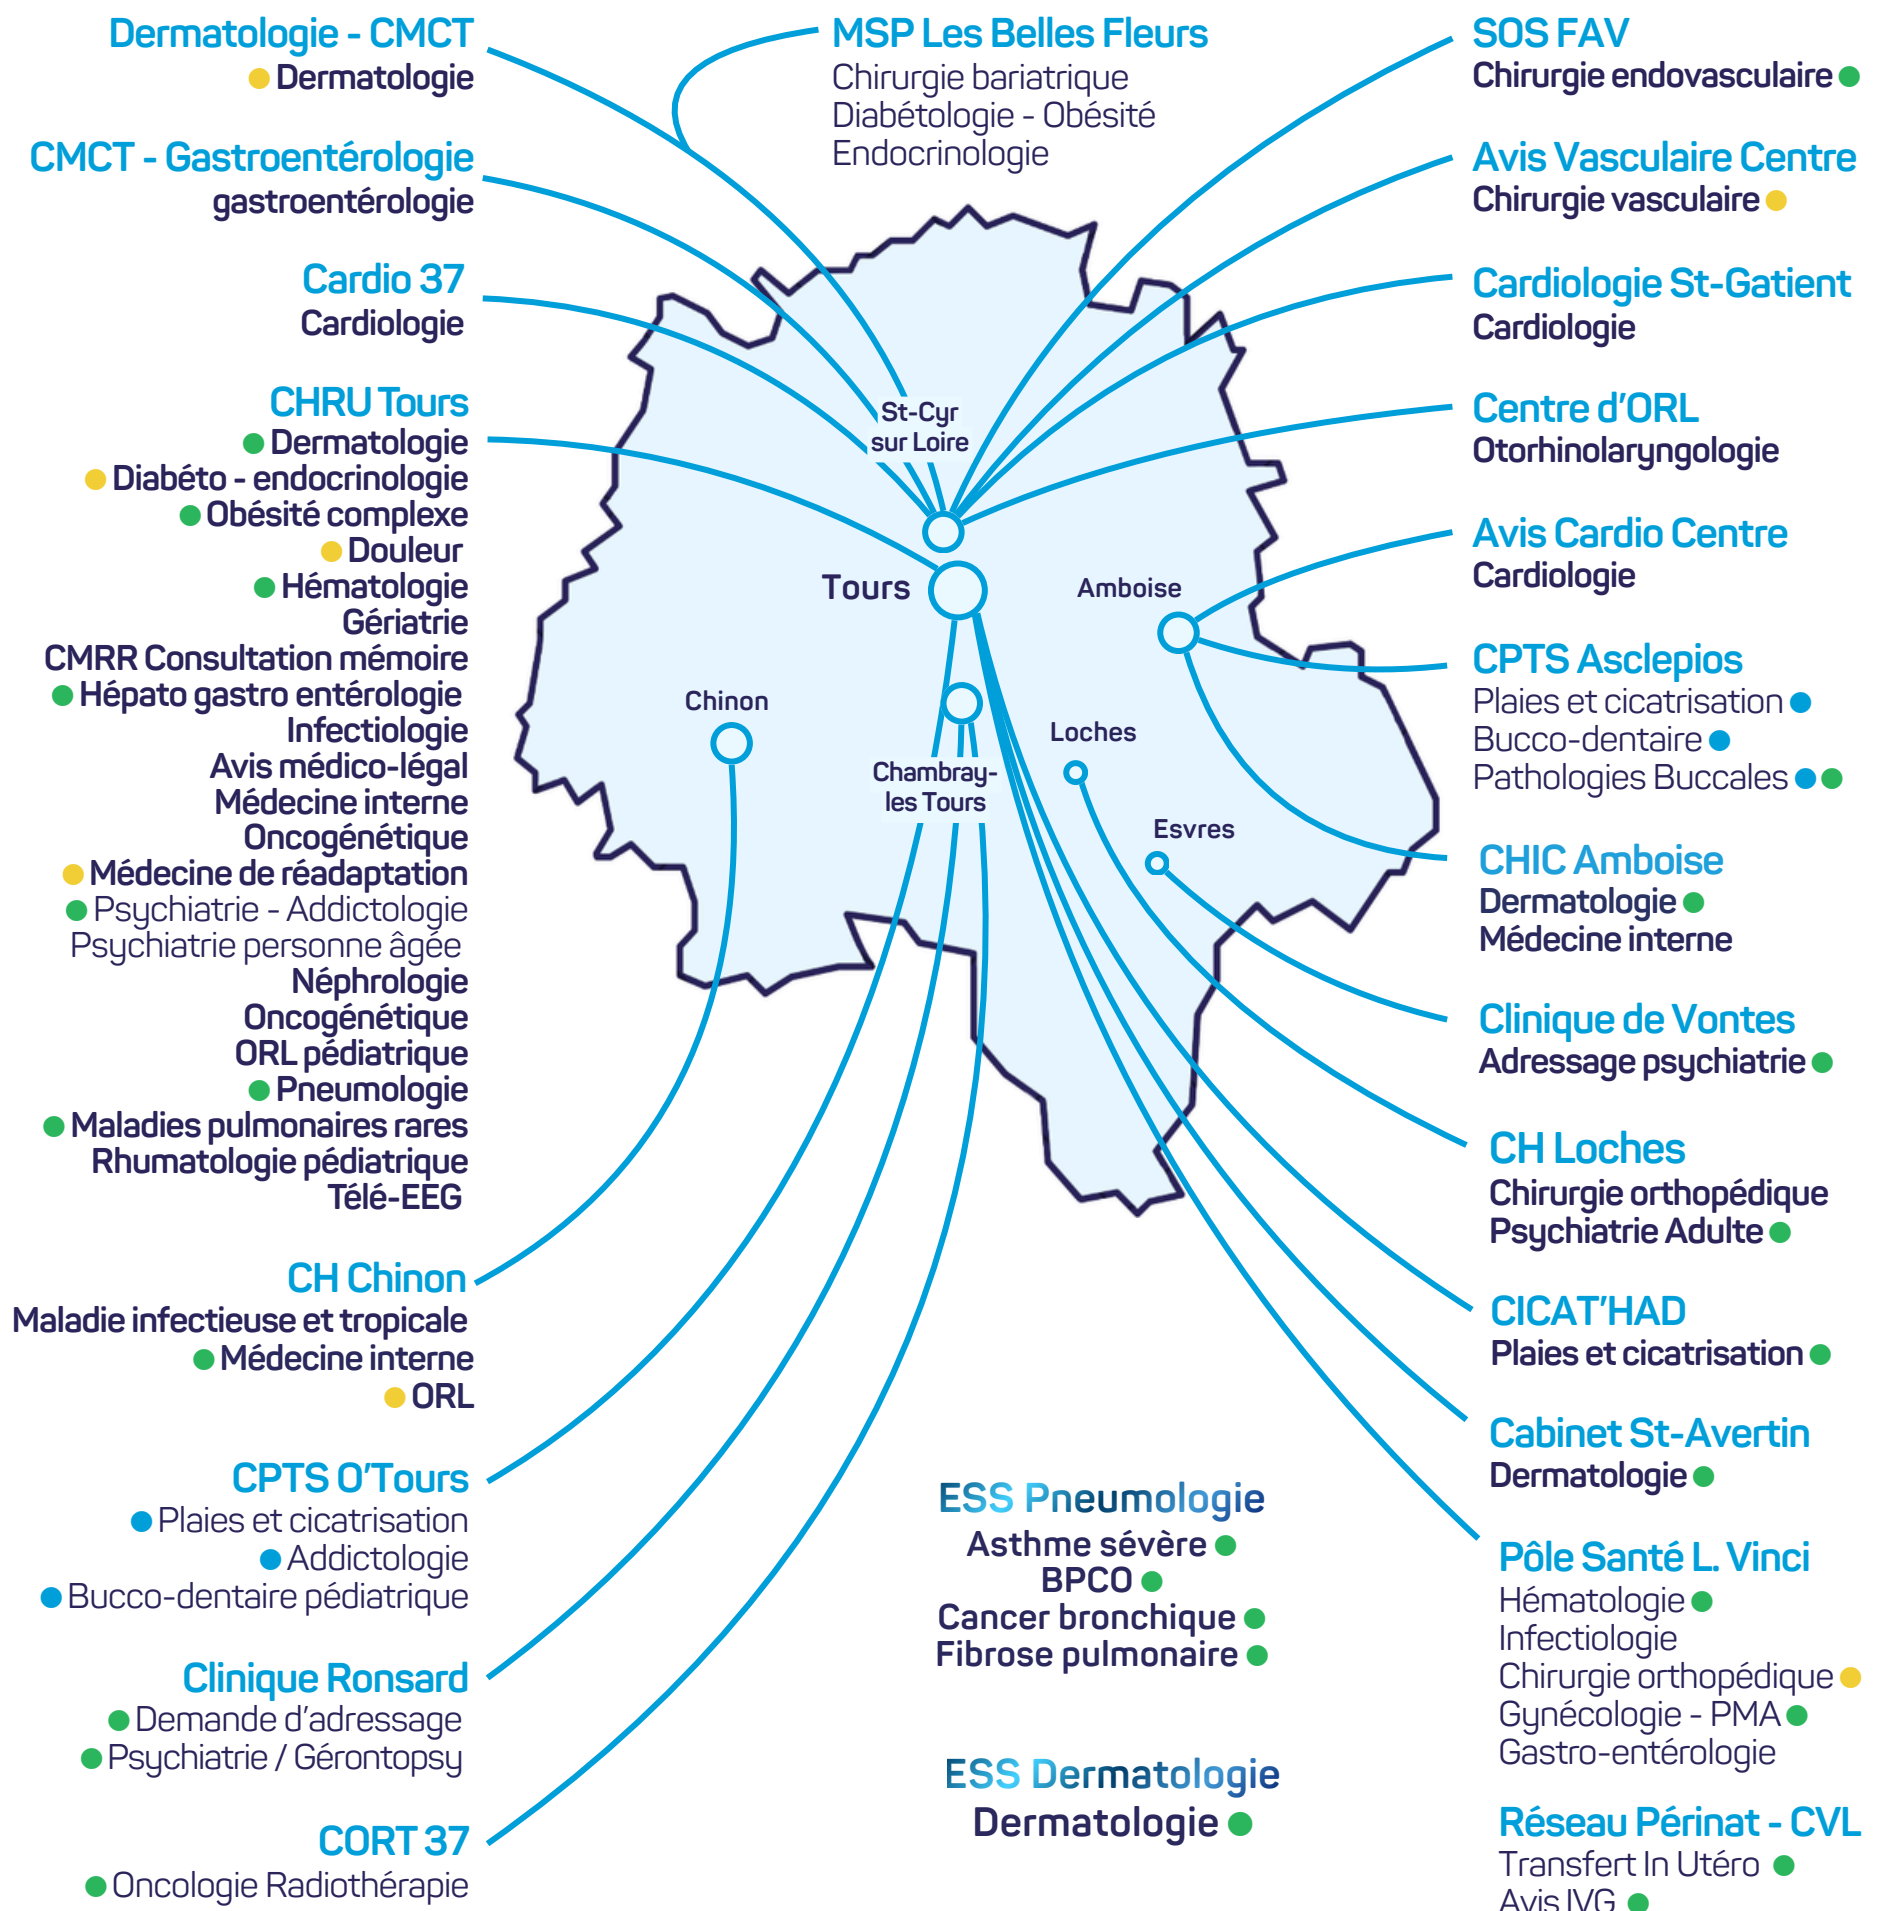 Dermatologie - CMCT
Dermatologie
CMCT - Gastroentérologie
gastroentérologie
Cardio 37
Cardiologie
CHRU Tours
Dermatologie
Diabéto - endocrinologie
Obésité complexe
Douleur
Hématologie
Gériatrie
CMRR Consultation mémoire
Hépato gastro entérologie
Infectiologie
Avis médico-légal
Médecine interne
Oncogénétique
Médecine de réadaptation
Psychiatrie - Addictologie
Psychiatrie personne âgée
Néphrologie
Oncogénétique
ORL pédiatrique
Pneumologie
Maladies pulmonaires rares
Rhumatologie pédiatrique
Télé-EEG
CH Chinon
Maladie infectieuse et tropicale
Médecine interne
ORL
CPTS O'Tours
Plaies et cicatrisation
Addictologie
Bucco-dentaire pédiatrique
Clinique Ronsard
Demande d'adressage
Psychiatrie / Gérontopsy
CORT 37
Oncologie Radiothérapie
MSP Les Belles Fleurs
Chirurgie bariatrique
Diabétologie - Obésité
Endocrinologie
St-Cyr
sur Loire
Tours
Amboise
Chinon
Loches
Chambray-
les Tours
Esvres
ESS Pneumologie
Asthme sévère
BPCO
Cancer bronchique
Fibrose pulmonaire
ESS Dermatologie
Dermatologie
SOS FAV
Chirurgie endovasculaire
Avis Vasculaire Centre
Chirurgie vasculaire
Cardiologie St-Gatient
Cardiologie
Centre d'ORL
Otorhinolaryngologie
Avis Cardio Centre
Cardiologie
CPTS Asclepios
Plaies et cicatrisation
Bucco-dentaire
Pathologies Buccales
CHIC Amboise
Dermatologie
Médecine interne
Clinique de Vontes
Adressage psychiatrie
CH Loches
Chirurgie orthopédique
Psychiatrie Adulte
CICAT'HAD
Plaies et cicatrisation
Cabinet St-Avertin
Dermatologie
Pôle Santé L. Vinci
Hématologie
Infectiologie
Chirurgie orthopédique
Gynécologie - PMA
Gastro-entérologie
Réseau Périnat - CVL
Transfert In Utéro
Avis IVG